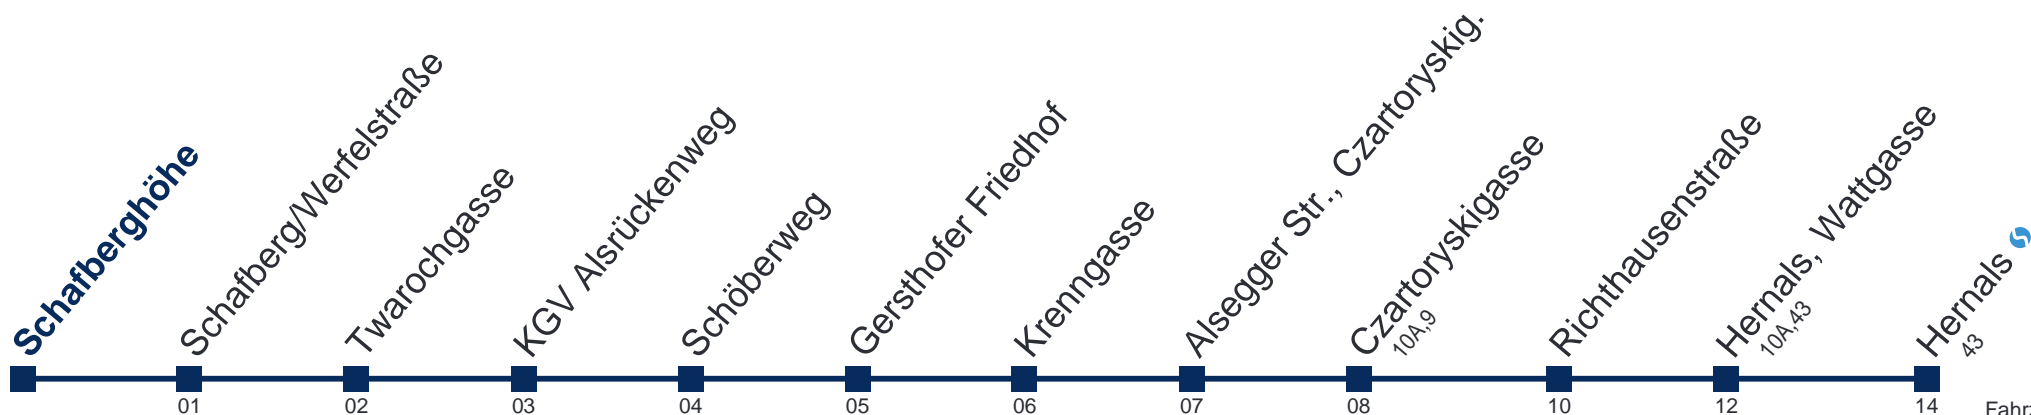 Schafberghöhe
Schafberg/Werfelstraße
Twarochgasse
KGV Alsrückenweg
Schöberweg
Gersthofer Friedhof
Krenngasse
Alsegger Str., Czartoryskig.
Czartoryskigasse
10A,9
Richthausenstraße
Hernals, Wattgasse
10A,43
Hernals
43
01
02
03
04
05
06
07
08
10
12
14